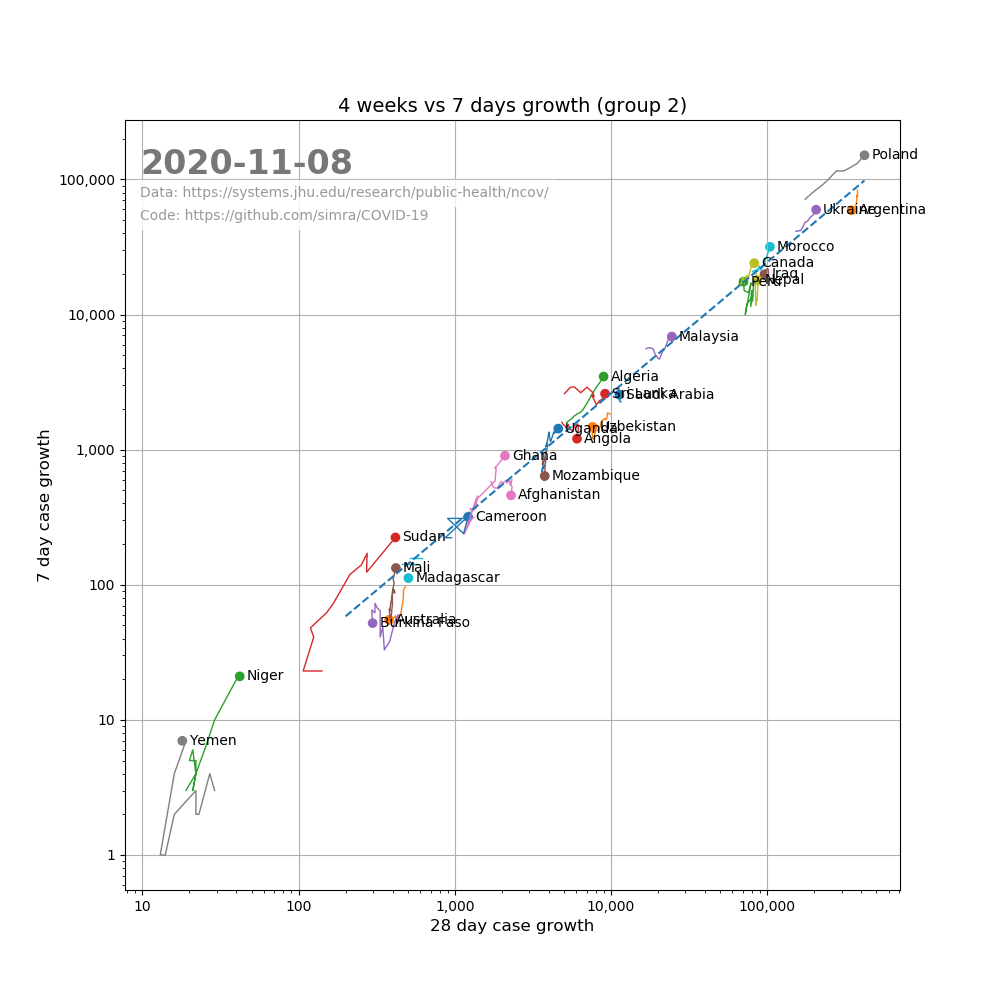 4 weeks vs 7 days growth (group 2)
2020-11-08
Data: https://systems.jhu.edu/research/public-health/ncov/
Code: https://github.com/simra/COVID-19
Poland
Ukraine
Argentina
Morocco
Canada
Iraq
Nepal
Peru
Malaysia
Algeria
Sri Lanka
Saudi Arabia
Uzbekistan
Uganda
Angola
Ghana
Mozambique
Afghanistan
Cameroon
Sudan
Mali
Madagascar
Australia
Burkina Faso
Niger
Yemen
100,000
10,000
1,000
100
10
1
7 day case growth
10 100 1,000 10,000 100,000
28 day case growth